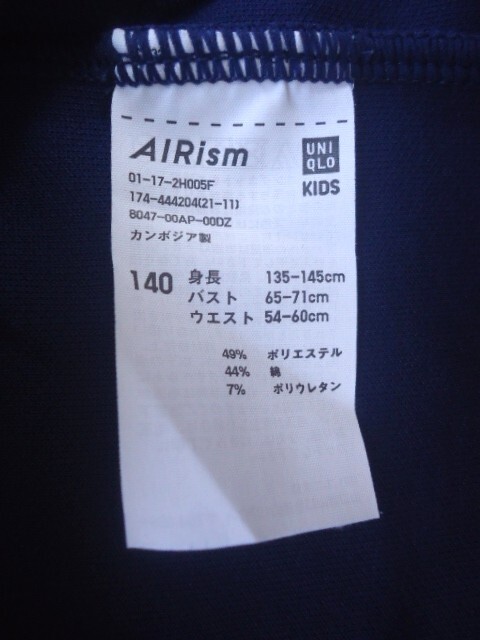 AIRism
UNI
QLO
KIDS
01-17-2H005F
174-444204(21-11)
8047-00AP-00DZ
カンボジア製
140 身長 135-145cm
バスト 65-71cm
ウエスト 54-60cm
49% ポリエステル
44% 綿
7% ポリウレタン